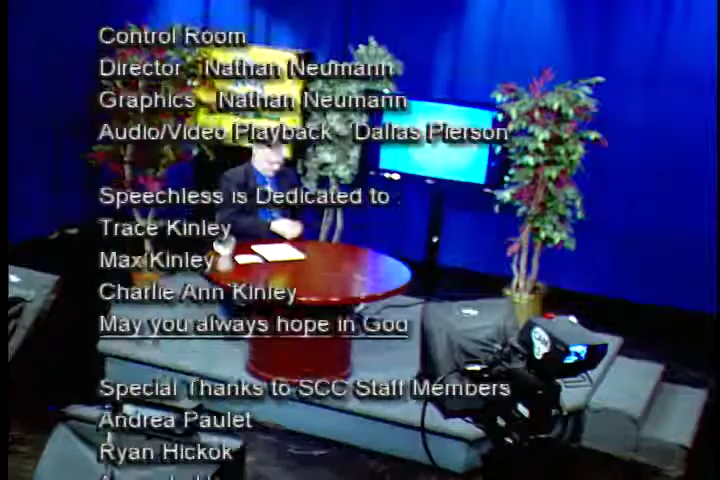 Control Room
Director Nathan Neumann
Graphics Nathan Neumann
Audio/Video Playback Dallas Pierson
Speechless is Dedicated to :
Trace Kinley
Max Kinley
Charlie Ann Kinley
May you always hope in God
Special Thanks to SCC Staff Members
Andrea Paulet
Ryan Hickok